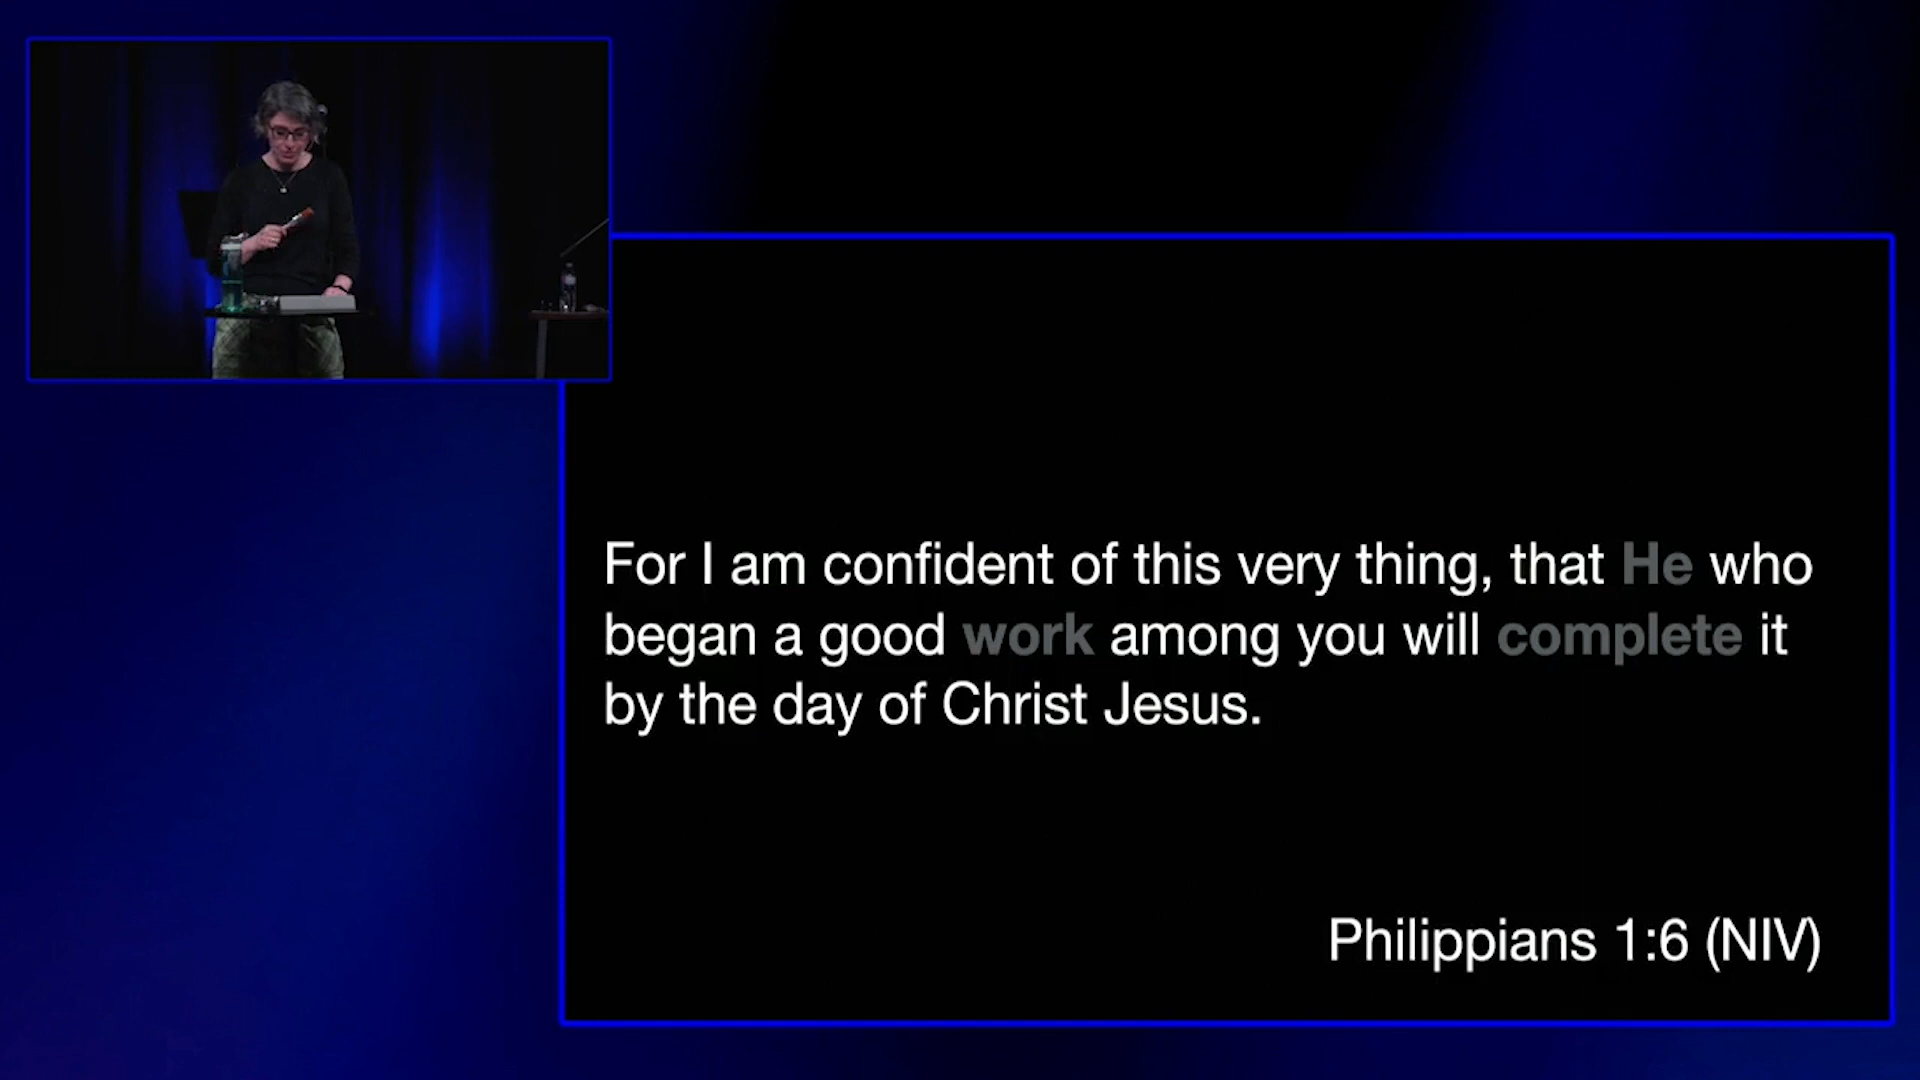 For I am confident of this very thing, that He who
began a good work among you will complete it
by the day of Christ Jesus.
Philippians 1:6 (NIV)